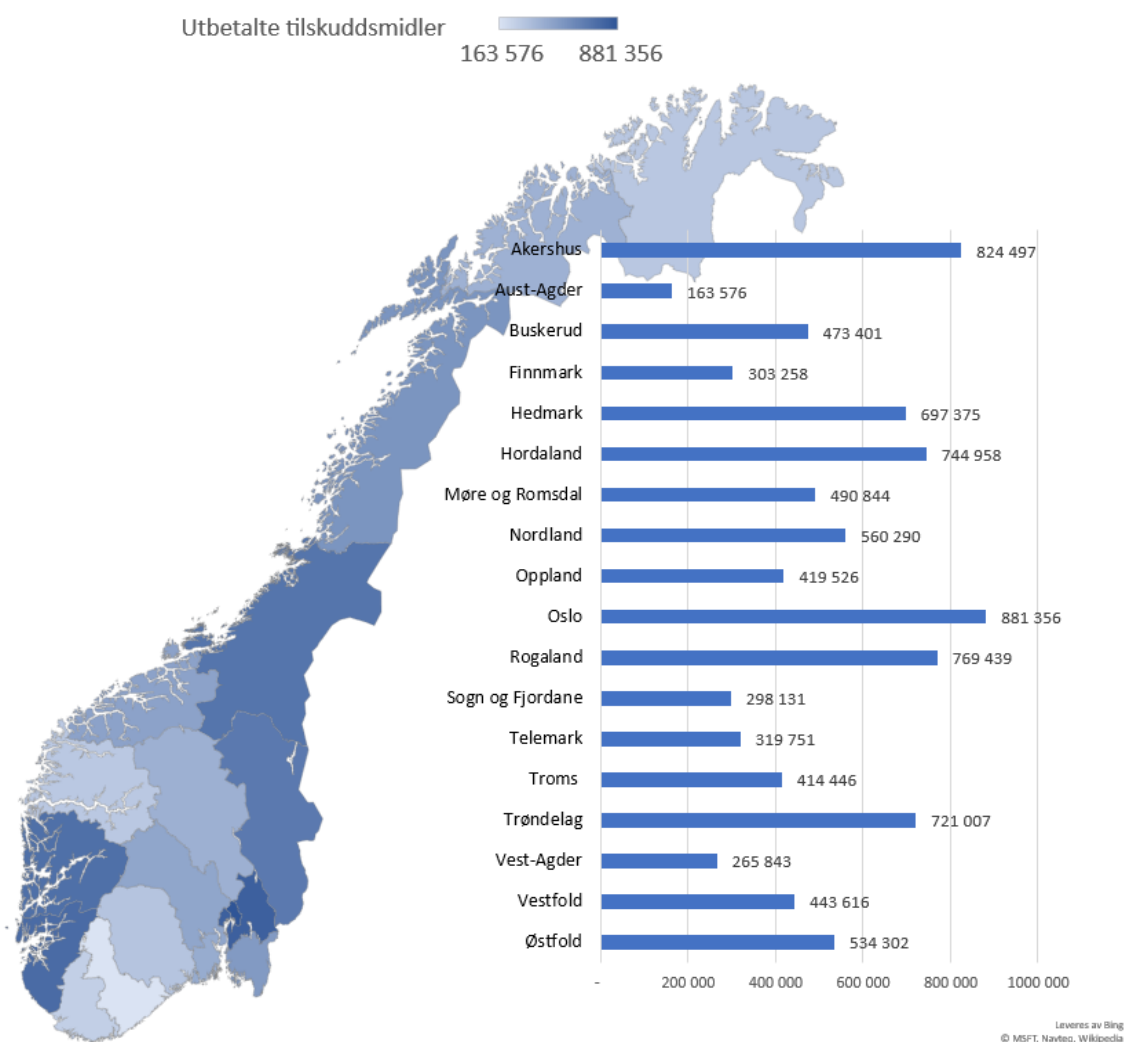 Utbetalte tilskuddsmidler
163 576 881 356
Akershus 824 497
Aust-Agder 163 576
Buskerud 473 401
Finnmark 303 258
Hedmark 697 375
Hordaland 744 958
Møre og Romsdal 490 844
Nordland 560 290
Oppland 419 526
Oslo 881 356
Rogaland 769 439
Sogn og Fjordane 298 131
Telemark 319 751
Troms 414 446
Trøndelag 721 007
Vest-Agder 265 843
Vestfold 443 616
Østfold 534 302
- 200 000 400 000 600 000 800 000 1000 000
Leveres av Bing
© MSFT, Navteq, Wikipedia